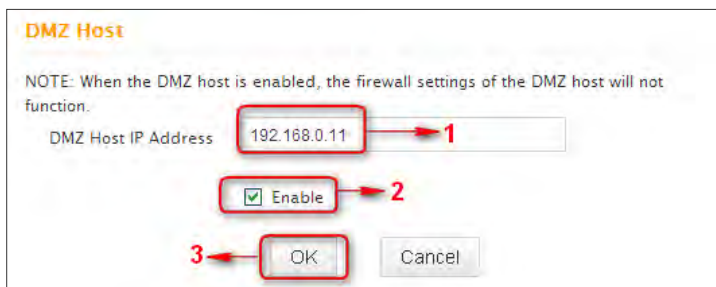 DMZ Host
NOTE: When the DMZ host is enabled, the firewall settings of the DMZ host will not
function.
DMZ Host IP Address 192.168.0.11 1
Enable 2
3 OK Cancel